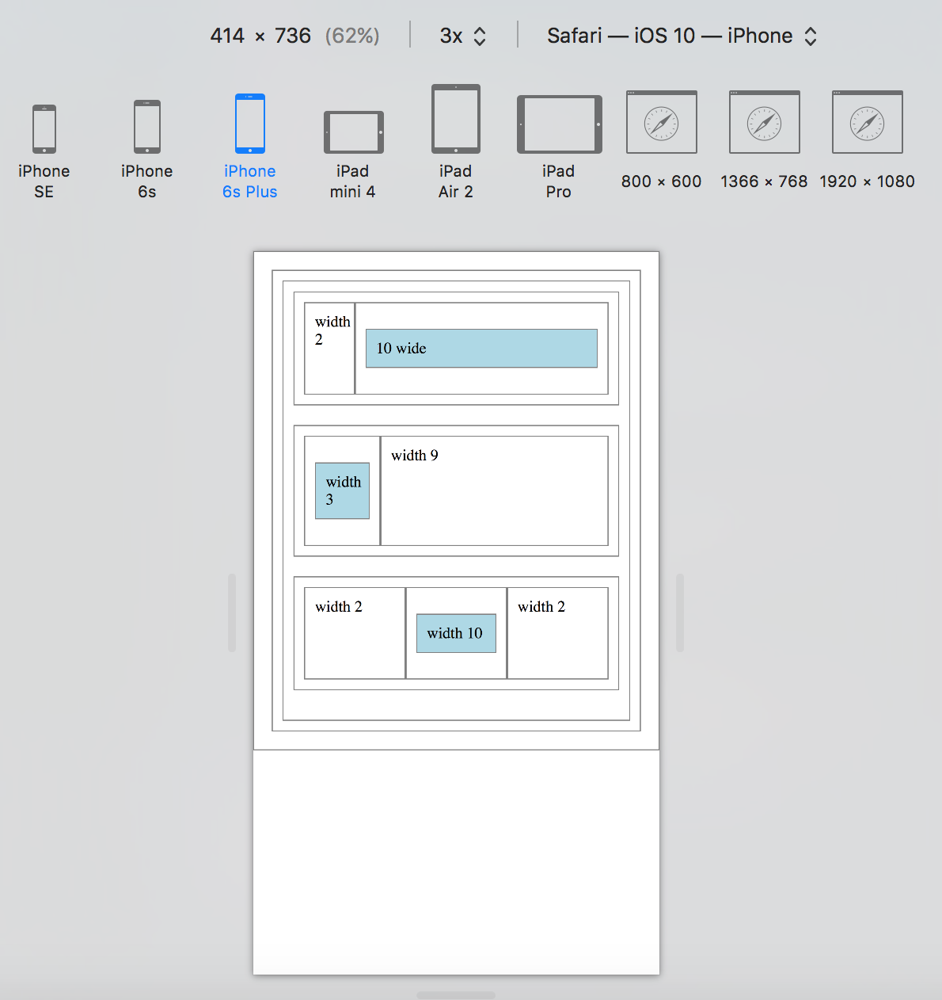 414 × 736 (62%) 3x Safari — iOS 10 — iPhone
iPhone
SE
iPhone
6s
iPhone
6s Plus
iPad
mini 4
iPad
Air 2
iPad
Pro
800 × 600
1366 × 768
1920 × 1080
width
2
10 wide
width
3
width 9
width 2
width 10
width 2